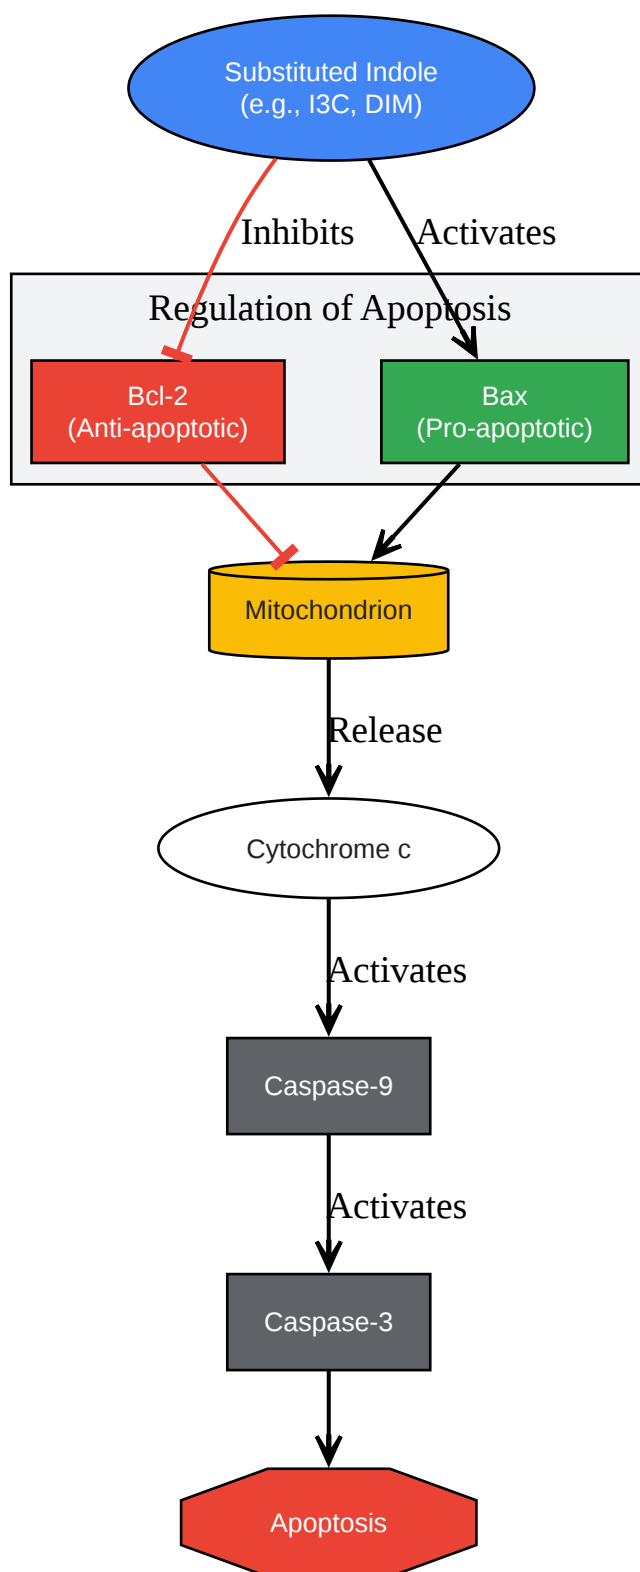 Substituted Indole
(e.g., I3C, DIM)
Inhibits
Activates
Regulation of Apoptosis
Bcl-2
(Anti-apoptotic)
Bax
(Pro-apoptotic)
Mitochondrion
Release
Cytochrome c
Activates
Caspase-9
Activates
Caspase-3
Apoptosis